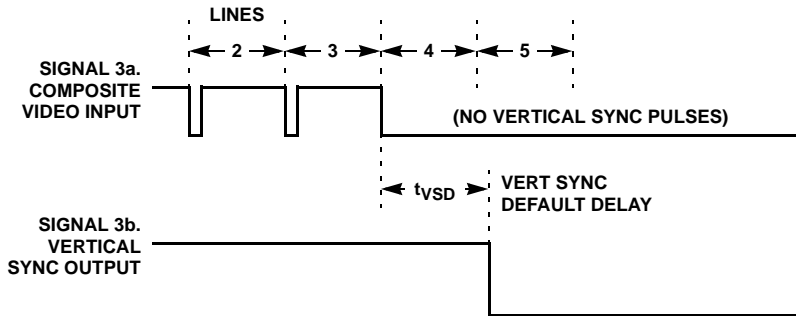 LINES
2 3 4 5
SIGNAL 3a.
COMPOSITE
VIDEO INPUT
(NO VERTICAL SYNC PULSES)
tVSD
VERT SYNC
DEFAULT DELAY
SIGNAL 3b.
VERTICAL
SYNC OUTPUT